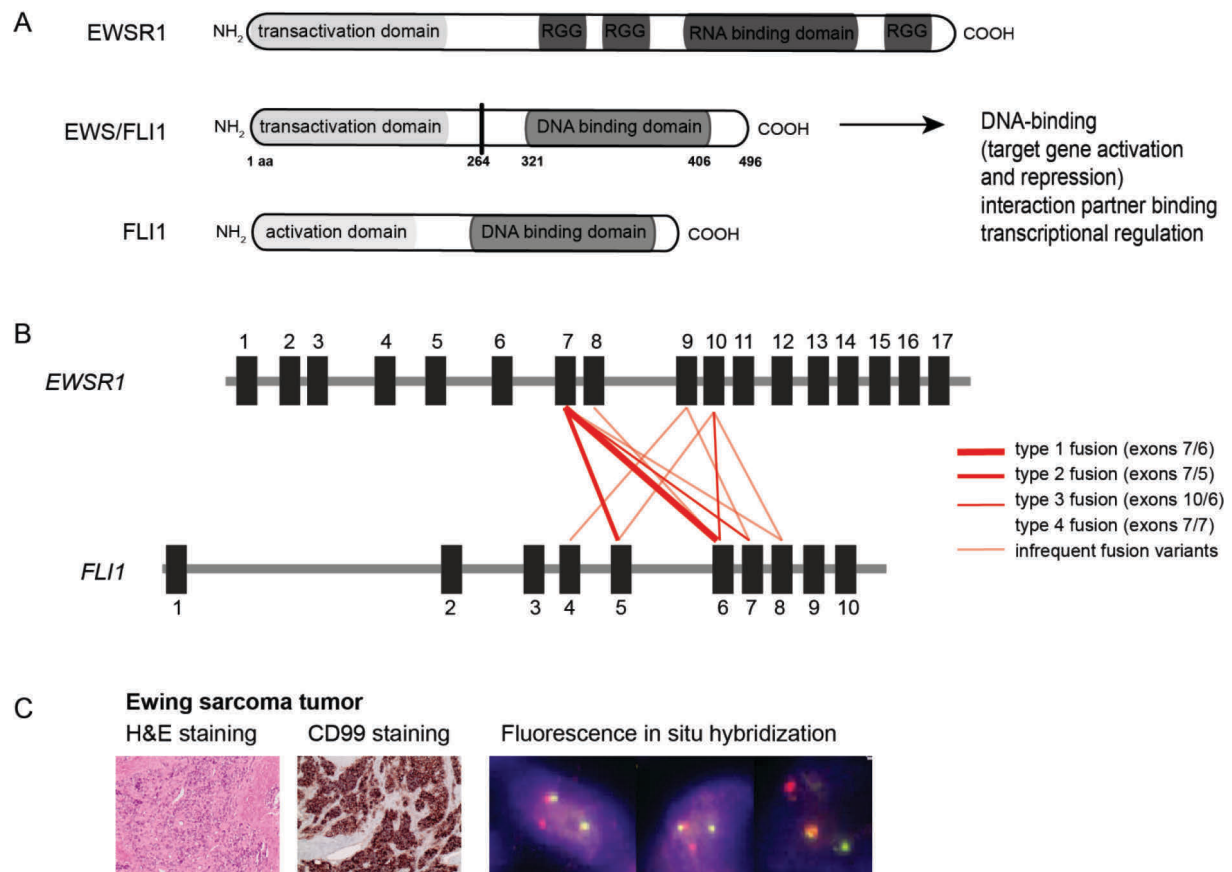 A
EWSR1
NH2 transactivation domain RGG RGG RNA binding domain RGG COOH
EWS/FLI1
NH2 transactivation domain DNA binding domain COOH
1 aa 264 321 406 496
DNA-binding
(target gene activation
and repression)
interaction partner binding
transcriptional regulation
FLI1
NH2 activation domain DNA binding domain COOH
B
1 2 3 4 5 6 7 8 9 10 11 12 13 14 15 16 17
EWSR1
type 1 fusion (exons 7/6)
type 2 fusion (exons 7/5)
type 3 fusion (exons 10/6)
type 4 fusion (exons 7/7)
infrequent fusion variants
FLI1
1 2 3 4 5 6 7 8 9 10
C
Ewing sarcoma tumor
H&E staining CD99 staining Fluorescence in situ hybridization